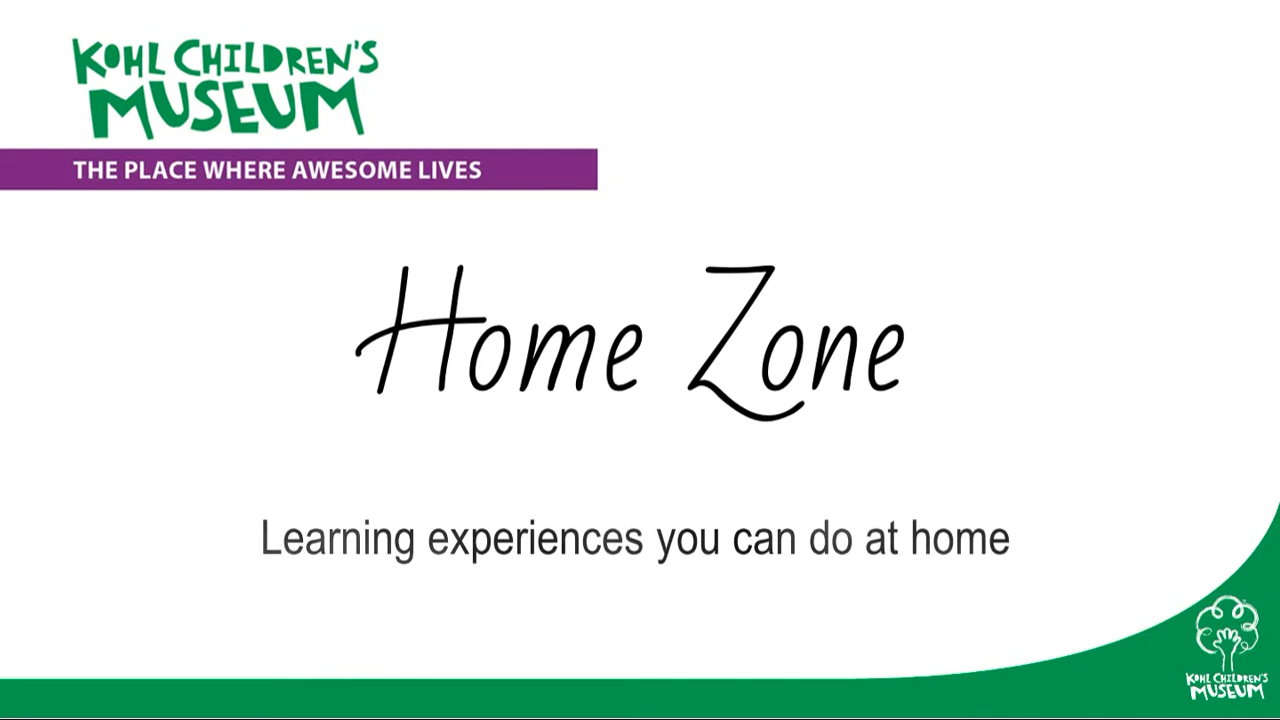 KOHL CHILDREN'S
MUSEUM
THE PLACE WHERE AWESOME LIVES
Home Zone
Learning experiences you can do at home
KOHL CHILDREN'S
MUSEUM